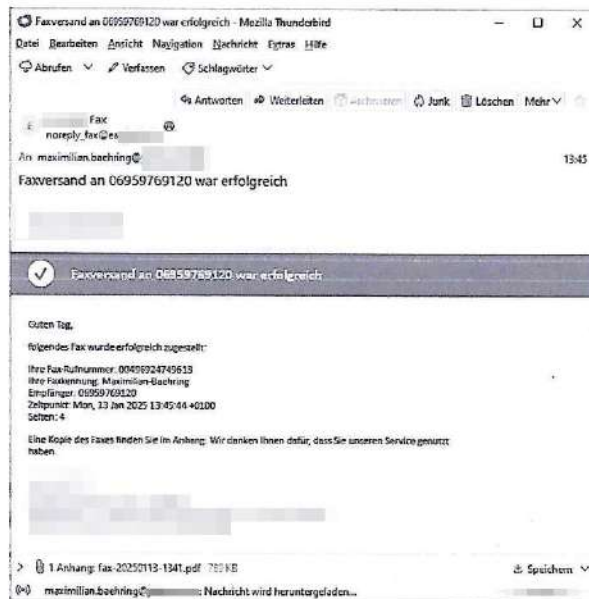 Faxversand an 06959769120 war erfolgreich - Mozilla Thunderbird
Datei Bearbeiten Ansicht Navigation Nachricht Extras Hilfe
Abrufen Verfassen Schlagwörter
Antworten Weiterleiten Archivieren Junk Löschen Mehr
Fax
noreply_fax@ea
An maximilian.baehring@
13:45
Faxversand an 06959769120 war erfolgreich
Faxversand an 06959769120 war erfolgreich
Guten Tag,
folgendes Fax wurde erfolgreich zugestellt:
Ihre Fax-Rufnummer: 00496924749613
Ihre Faxkennung: Maximilian-Baehring
Empfänger: 06959769120
Zeitpunkt: Mon, 13 Jan 2025 13:45:44 +0100
Seiten: 4
Eine Kopie des Faxes finden Sie im Anhang. Wir danken Ihnen dafür, dass Sie unseren Service genutzt
haben.
1 Anhang: fax-20250113-1341.pdf KB
Speichern
maximilian.baehring@ : Nachricht wird heruntergeladen...